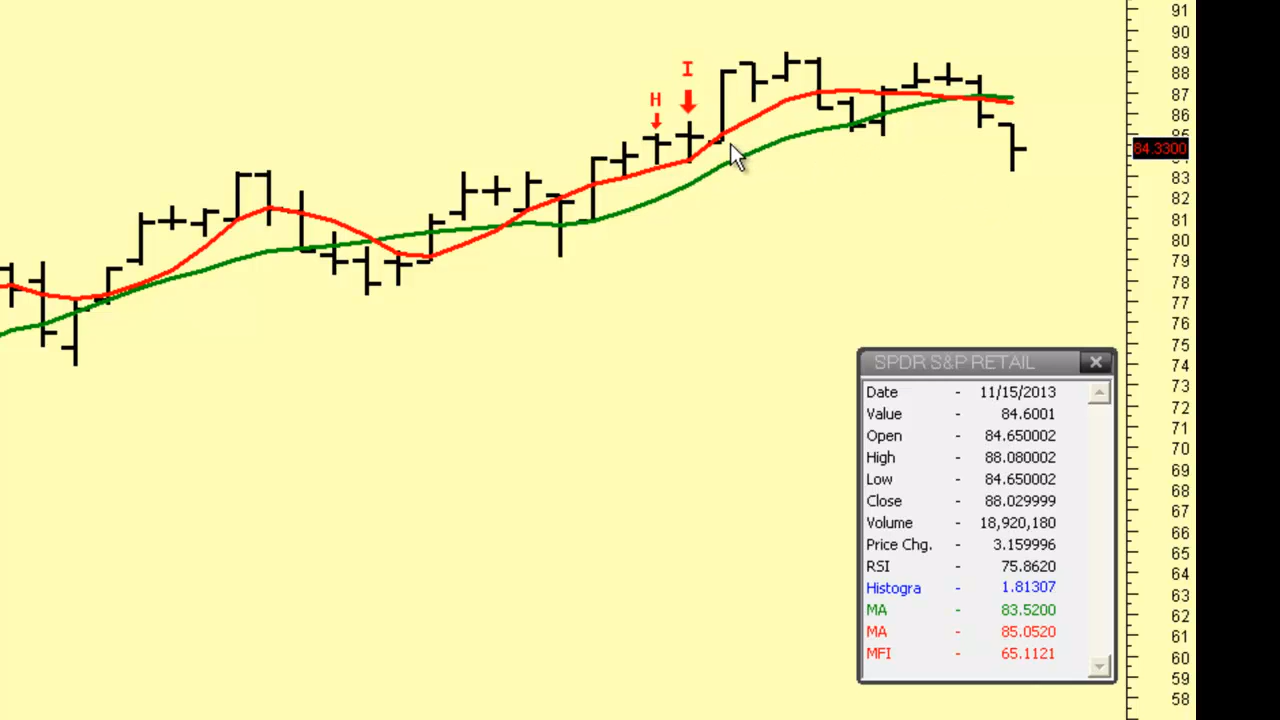 91
90
89
I
88
H
87
86
85
84.3300
83
82
81
80
79
78
77
76
75
SPDR S&P RETAIL
74
Date - 11/15/2013
73
Value - 84.6001
72
Open - 84.650002
71
High - 88.080002
70
Low - 84.650002
69
68
Close - 88.029999
67
Volume - 18,920,180
66
Price Chg. - 3.159996
65
RSI - 75.8620
64
Histogra - 1.81307
63
MA - 83.5200
62
MA - 85.0520
61
MFI - 65.1121
60
59
58